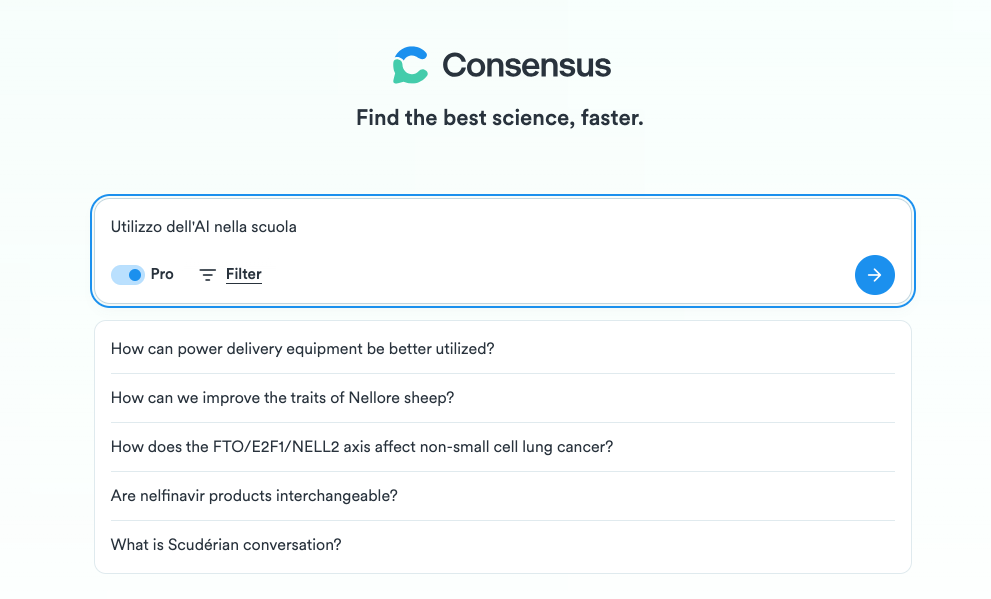 Consensus
Find the best science, faster.
Utilizzo dell'AI nella scuola
Pro
Filter
How can power delivery equipment be better utilized?
How can we improve the traits of Nellore sheep?
How does the FTO/E2F1/NELL2 axis affect non-small cell lung cancer?
Are nelfinavir products interchangeable?
What is Scudérian conversation?